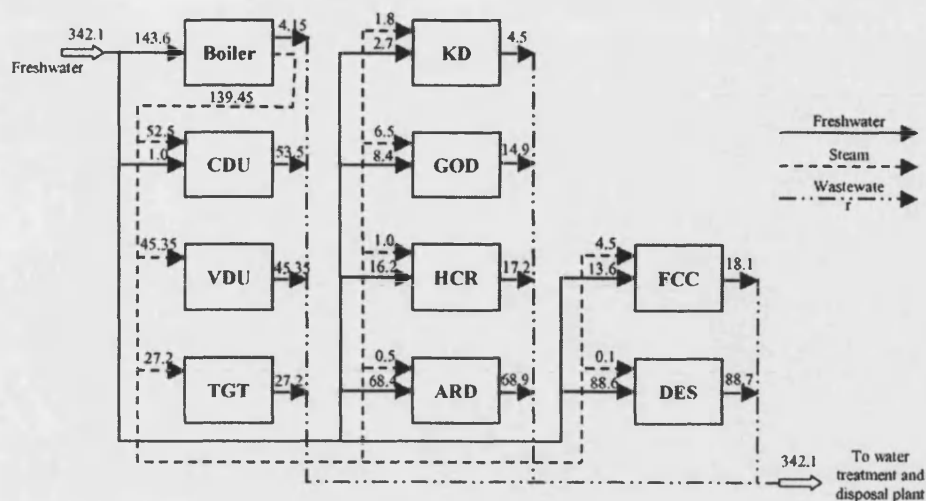 342.1
Freshwater
143.6
Boiler
4.15
139.45
52.5
1.0
CDU
53.5
45.35
VDU
45.35
27.2
TGT
27.2
1.8
2.7
KD
4.5
6.5
8.4
GOD
14.9
1.0
16.2
HCR
17.2
0.5
68.4
ARD
68.9
4.5
13.6
FCC
18.1
0.1
88.6
DES
88.7
Freshwater
Steam
Wastewate
r
342.1
To water
treatment and
disposal plant